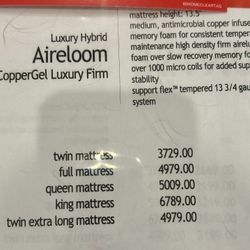 #HOMECLEARTAG
Luxury Hybrid
Aireloom
CopperGel Luxury Firm
mattress height: 13.5"
medium, antimicrobial copper infuse
memory foam for consistent temper
maintenance high density firm airelu
foam over slow recovery memory fo
over 1000 micro coils for added sup
stability
support flex™ tempered 13 3/4 gau
system
twin mattress 3729.00
full mattress 4979.00
queen mattress 5009.00
king mattress 6789.00
twin extra long mattress 4979.00